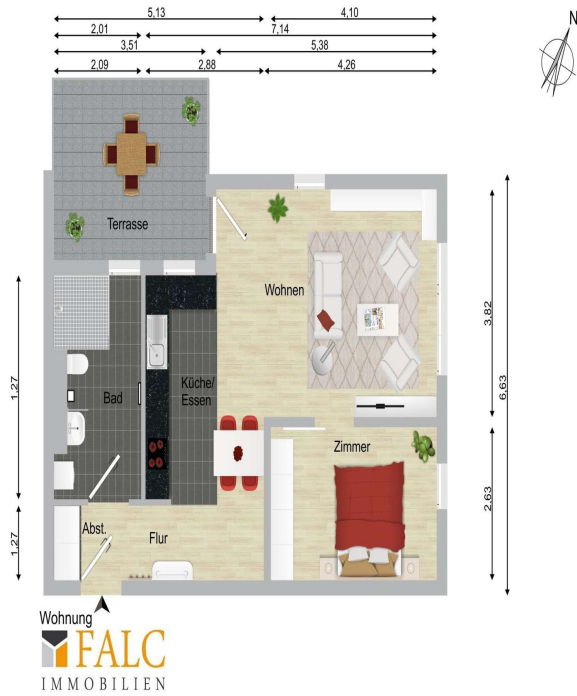 5,13
4,10
2,01
7,14
3,51
5,38
2,09
2,88
4,26
N
Terrasse
Wohnen
3,82
6,63
1,27
Bad
Küche/
Essen
Zimmer
2,63
1,27
Abst.
Flur
Wohnung
FALC
IMMOBILIEN